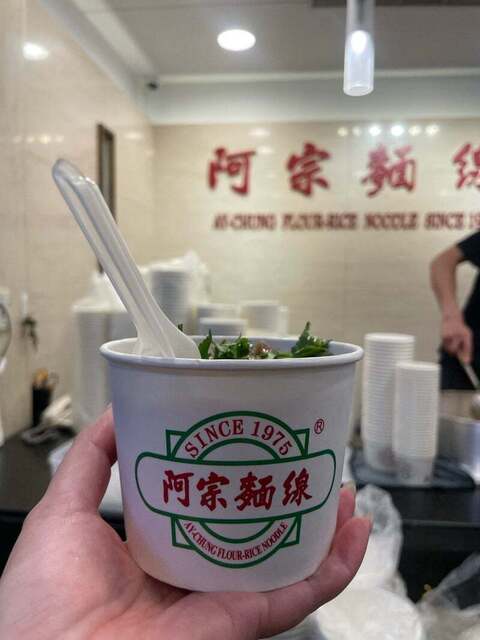 阿宗麵線
AY-CHUNG FLOUR-RICE NOODLE SINCE 19
SINCE 1975
®
阿宗麵線
AY-CHUNG FLOUR-RICE NOODLE